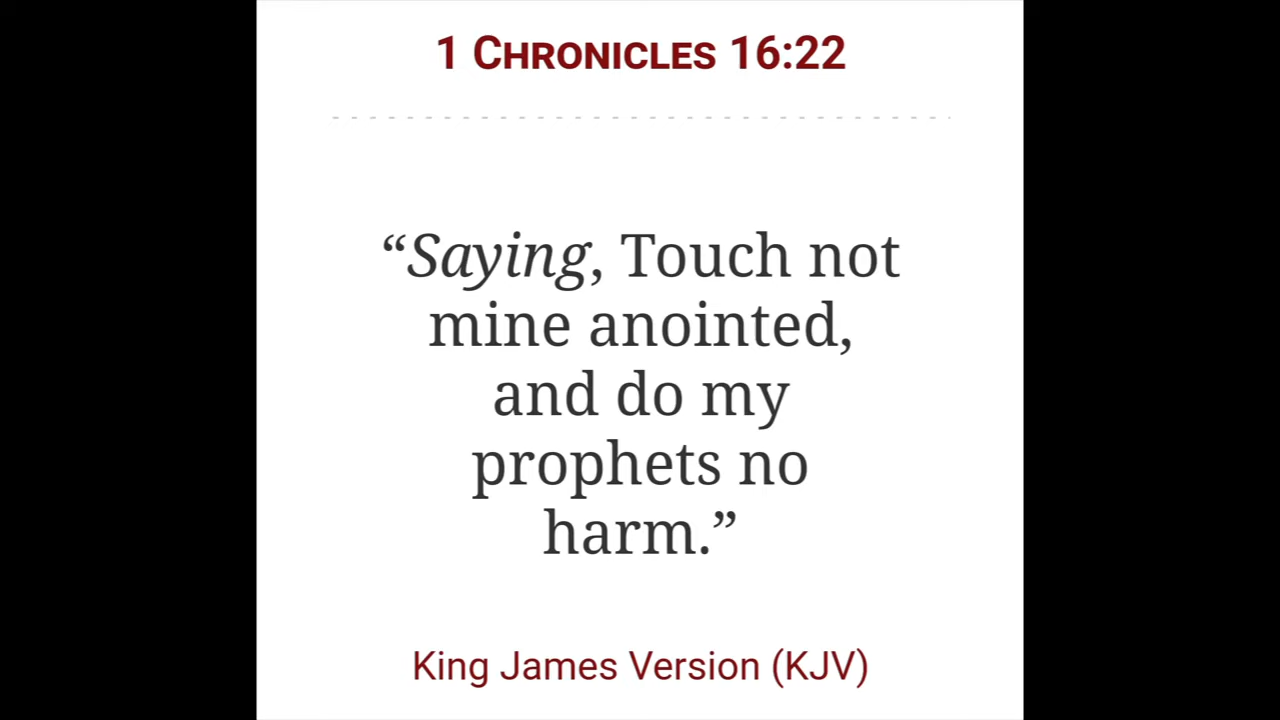 1 Chronicles 16:22
“Saying, Touch not
mine anointed,
and do my
prophets no
harm.”
King James Version (KJV)